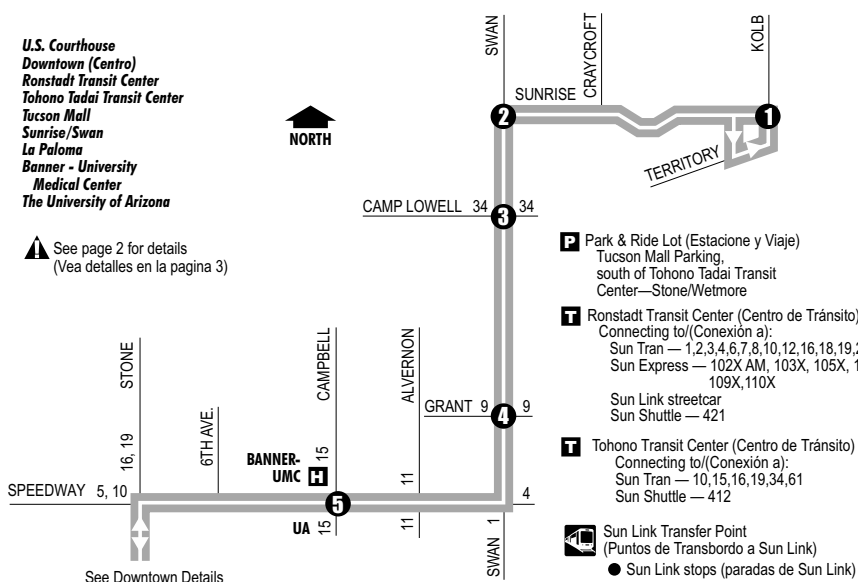 U.S. Courthouse
Downtown (Centro)
Ronstadt Transit Center
Tohono Tadai Transit Center
Tucson Mall
Sunrise/Swan
La Paloma
Banner - University
Medical Center
The University of Arizona
See page 2 for details
(Vea detalles en la pagina 3)
NORTH
SWAN
CRAYCROFT
KOLB
SUNRISE
2
1
TERRITORY
CAMP LOWELL 34
3
34
P Park & Ride Lot (Estacione y Viaje)
Tucson Mall Parking,
south of Tohono Tadai Transit
Center—Stone/Wetmore
T Ronstadt Transit Center (Centro de Tránsito)
Connecting to/(Conexión a):
Sun Tran — 1,2,3,4,6,7,8,10,12,16,18,19,2
Sun Express — 102X AM, 103X, 105X, 1
109X,110X
Sun Link streetcar
Sun Shuttle — 421
T Tohono Transit Center (Centro de Tránsito)
Connecting to/(Conexión a):
Sun Tran — 10,15,16,19,34,61
Sun Shuttle — 412
Sun Link Transfer Point
(Puntos de Transbordo a Sun Link)
Sun Link stops (paradas de Sun Link)
STONE
16, 19
6TH AVE.
CAMPBELL
15
ALVERNON
11
GRANT 9
4
9
BANNER-
UMC H
SPEEDWAY 5, 10
5
4
UA
15
11
SWAN 1
See Downtown Details